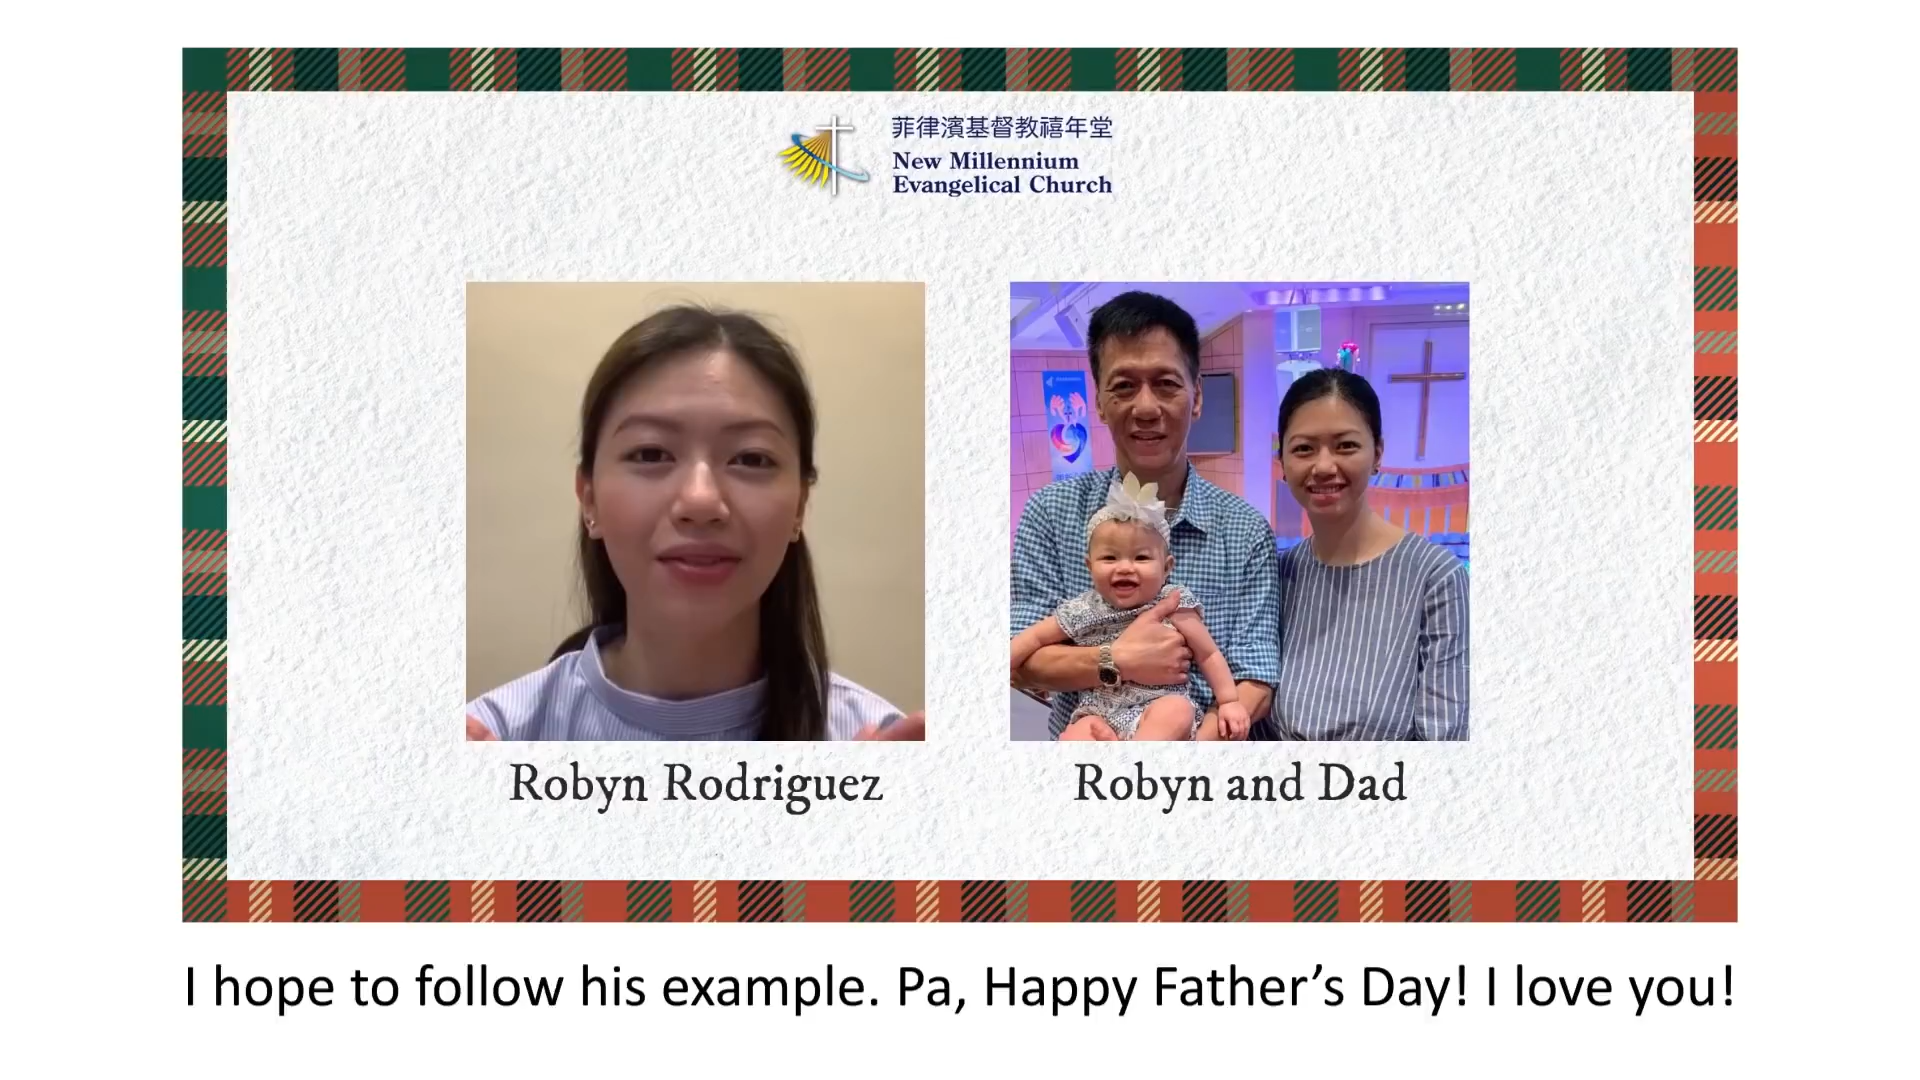 菲律濱基督教禧年堂
New Millennium
Evangelical Church
Robyn Rodriguez
Robyn and Dad
I hope to follow his example. Pa, Happy Father’s Day! I love you!